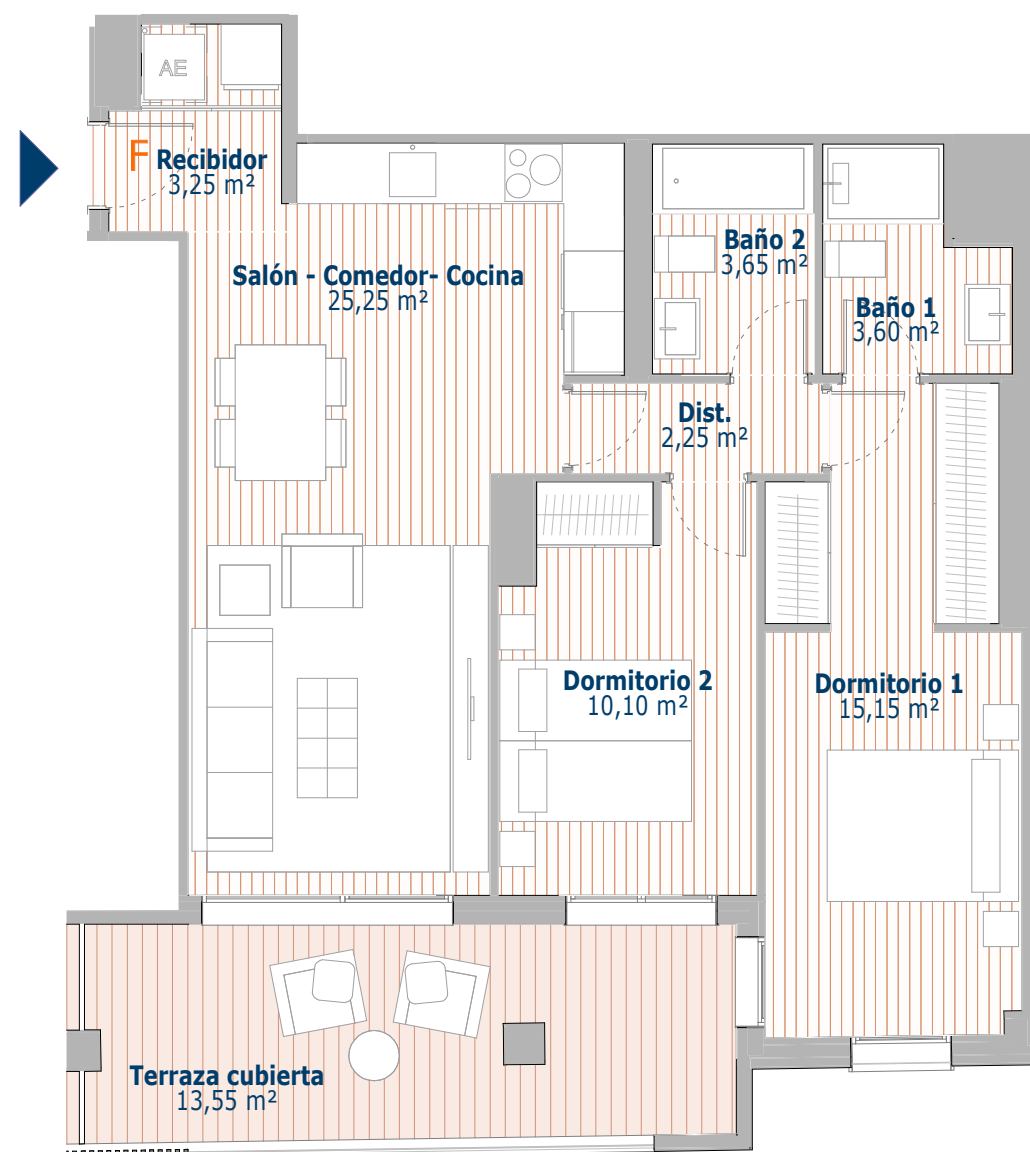 AE
F
Recibidor
3,25 m²
Salón - Comedor- Cocina
25,25 m²
Baño 2
3,65 m²
Baño 1
3,60 m²
Dist.
2,25 m²
Dormitorio 2
10,10 m²
Dormitorio 1
15,15 m²
Terraza cubierta
13,55 m²